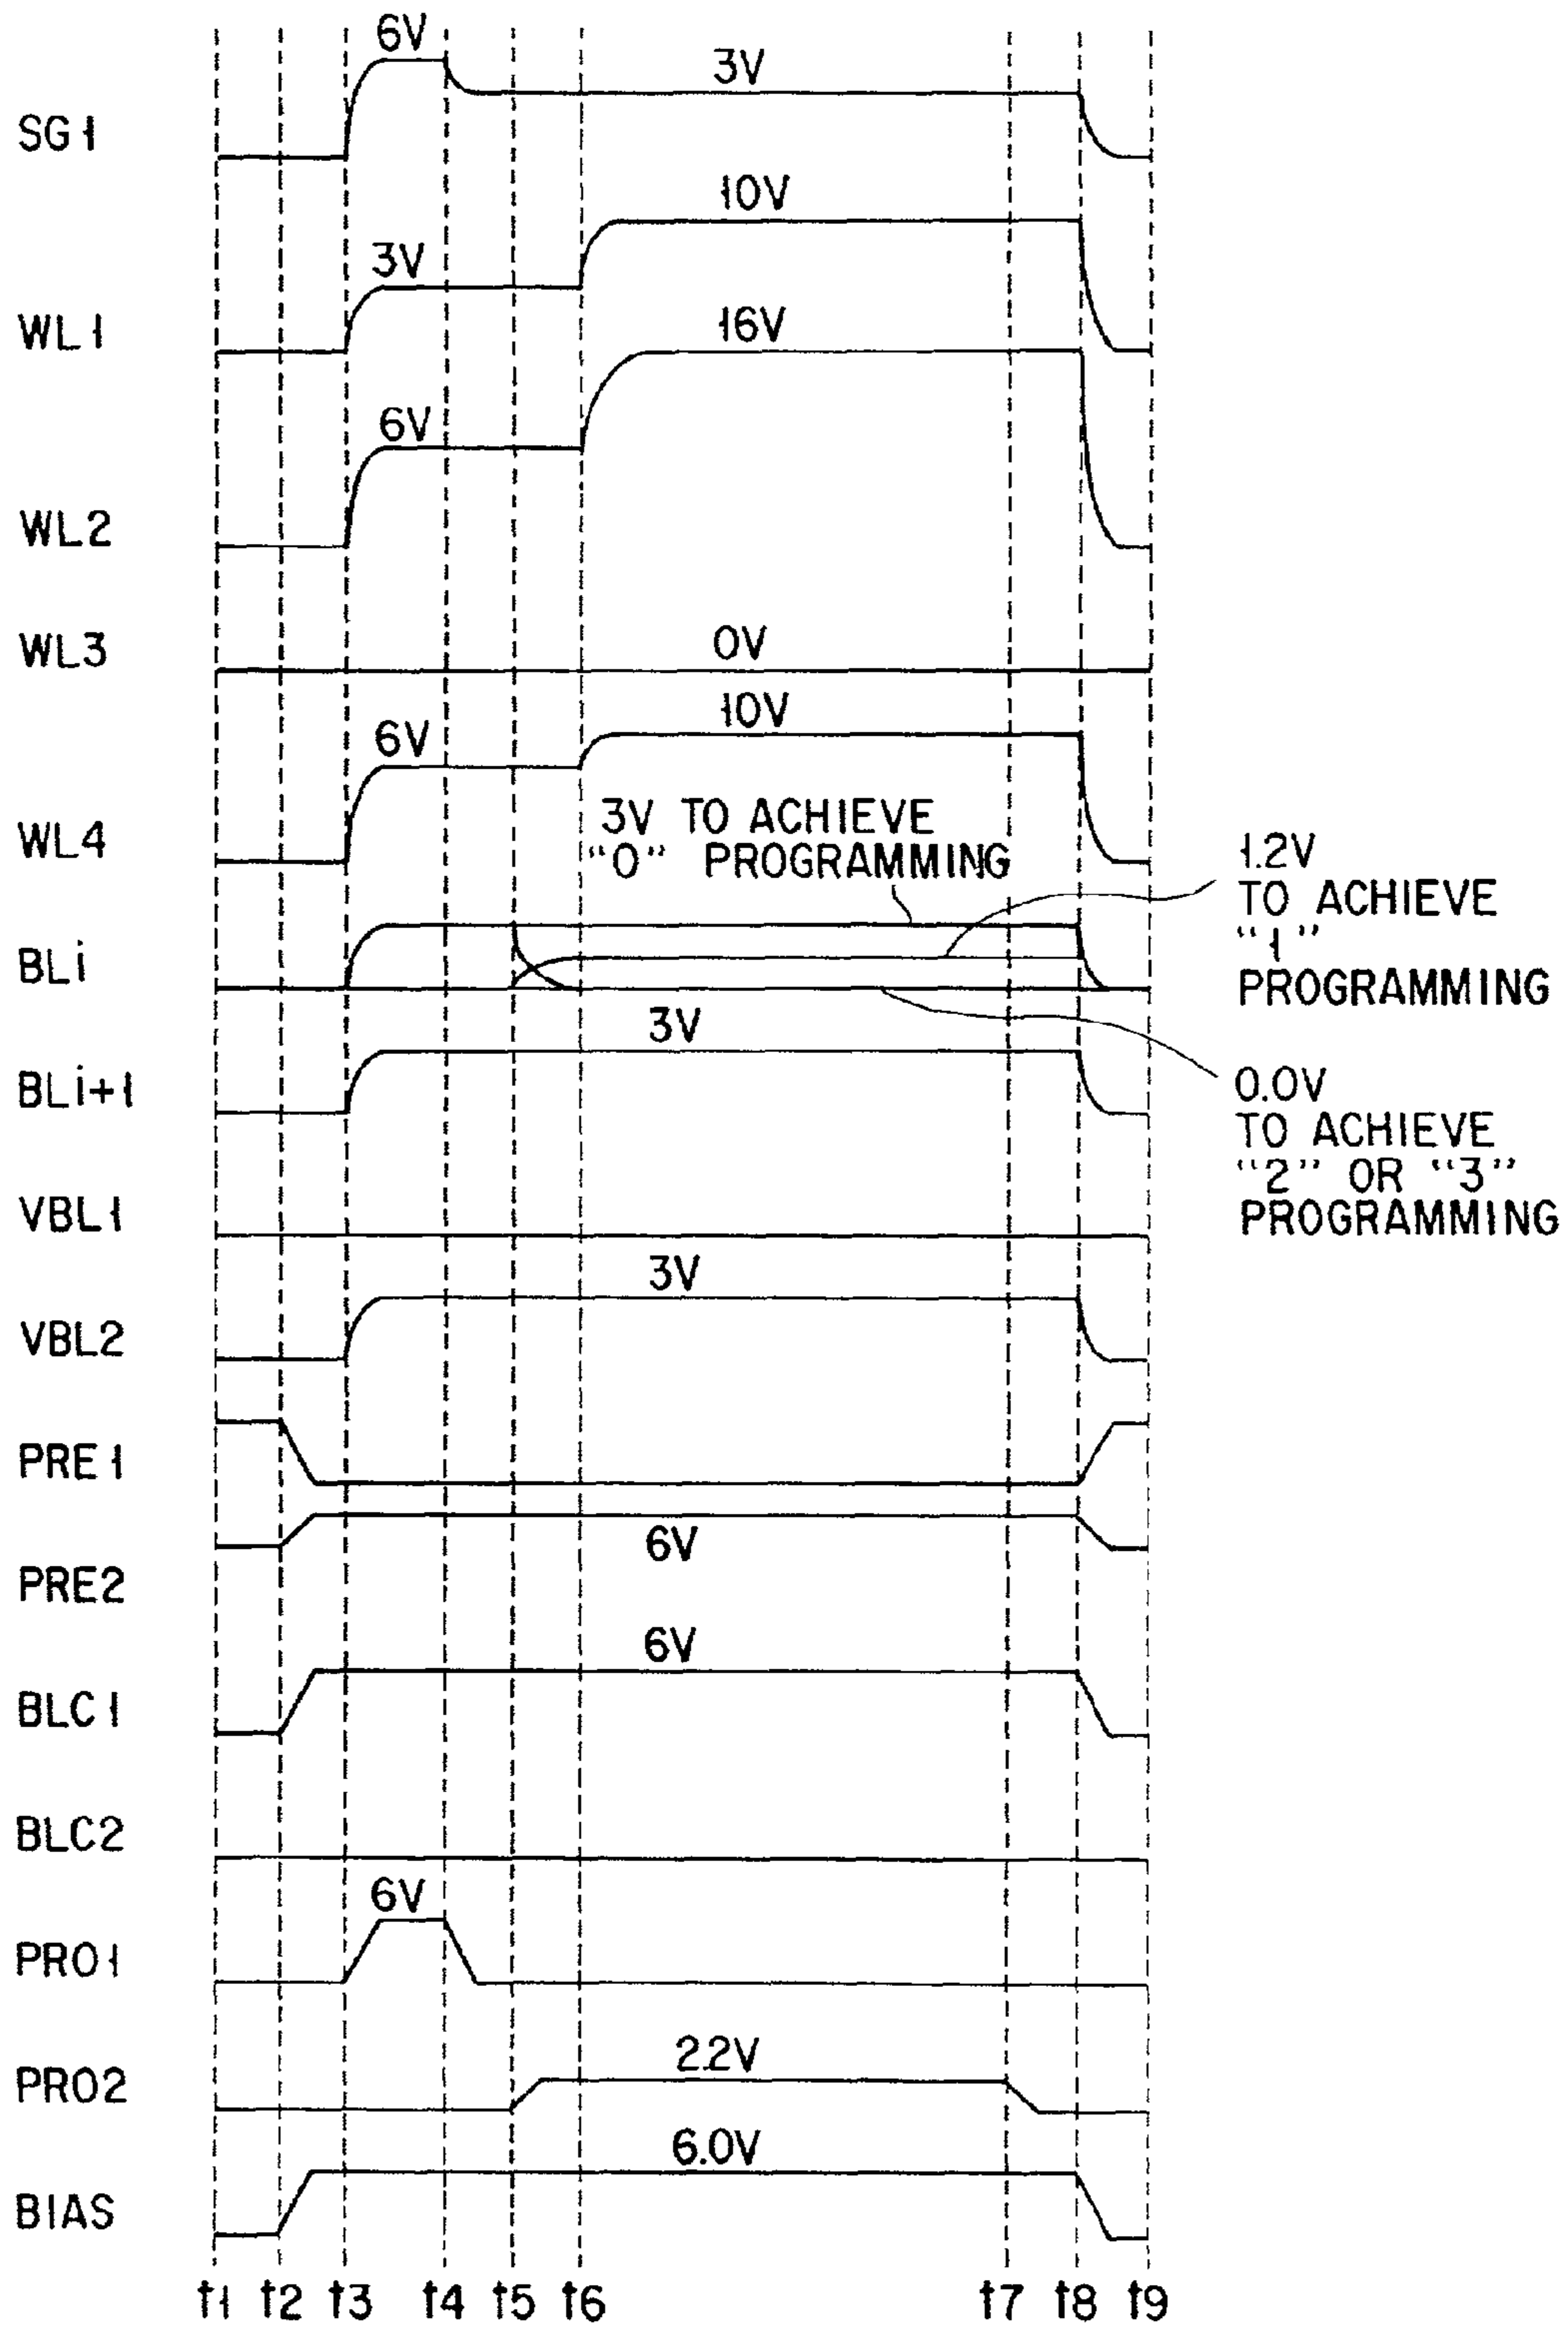 6V
3V
SG1
10V
3V
WL1
16V
6V
WL2
WL3
0V
10V
6V
WL4
3V TO ACHIEVE
"0" PROGRAMMING
1.2V
TO ACHIEVE
"1"
PROGRAMMING
BLi
3V
BLi+1
0.0V
TO ACHIEVE
"2" OR "3"
PROGRAMMING
VBL1
3V
VBL2
PRE1
6V
PRE2
6V
BLC1
BLC2
6V
PRO1
2.2V
PRO2
6.0V
BIAS
t1 t2 t3 t4 t5 t6 t7 t8 t9